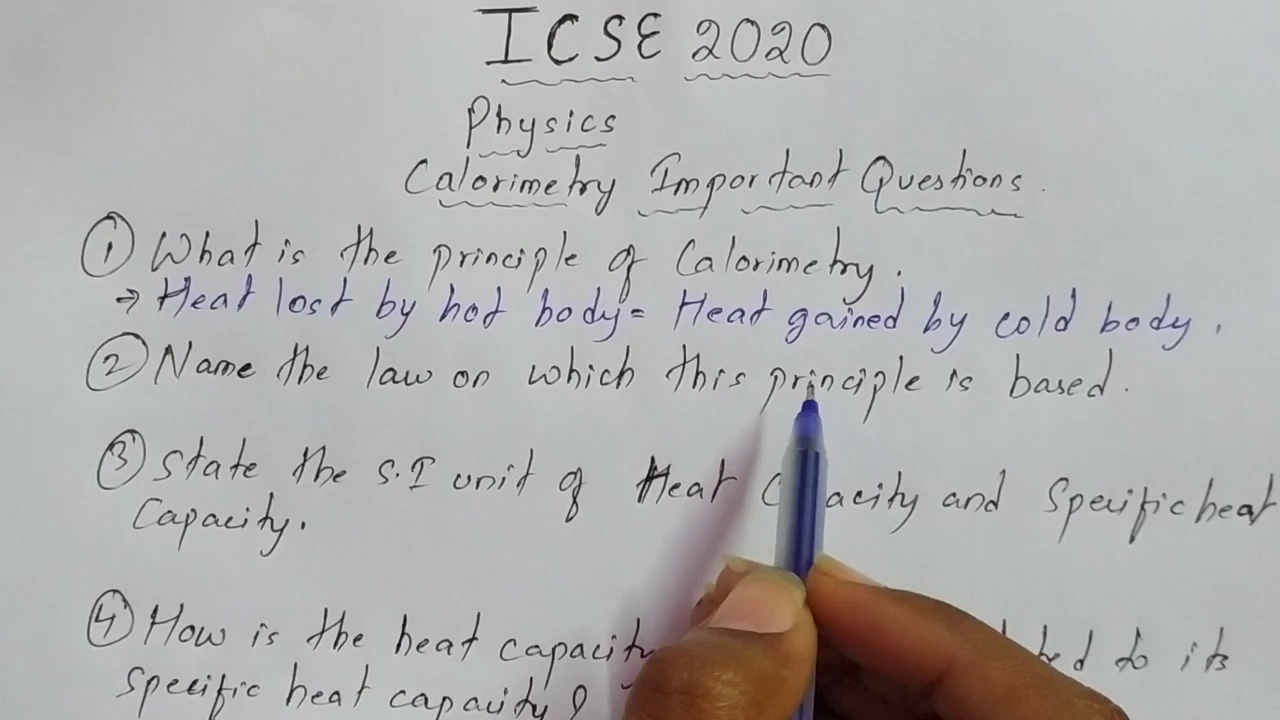 ICSE 2020
Physics
Calorimetry Important Questions.
① What is the principle of Calorimetry.
→ Heat lost by hot body = Heat gained by cold body.
② Name the law on which this principle is based.
③ State the S.I unit of Heat Capacity and Specific heat
Capacity.
④ How is the heat capacity to its
specific heat capacity?